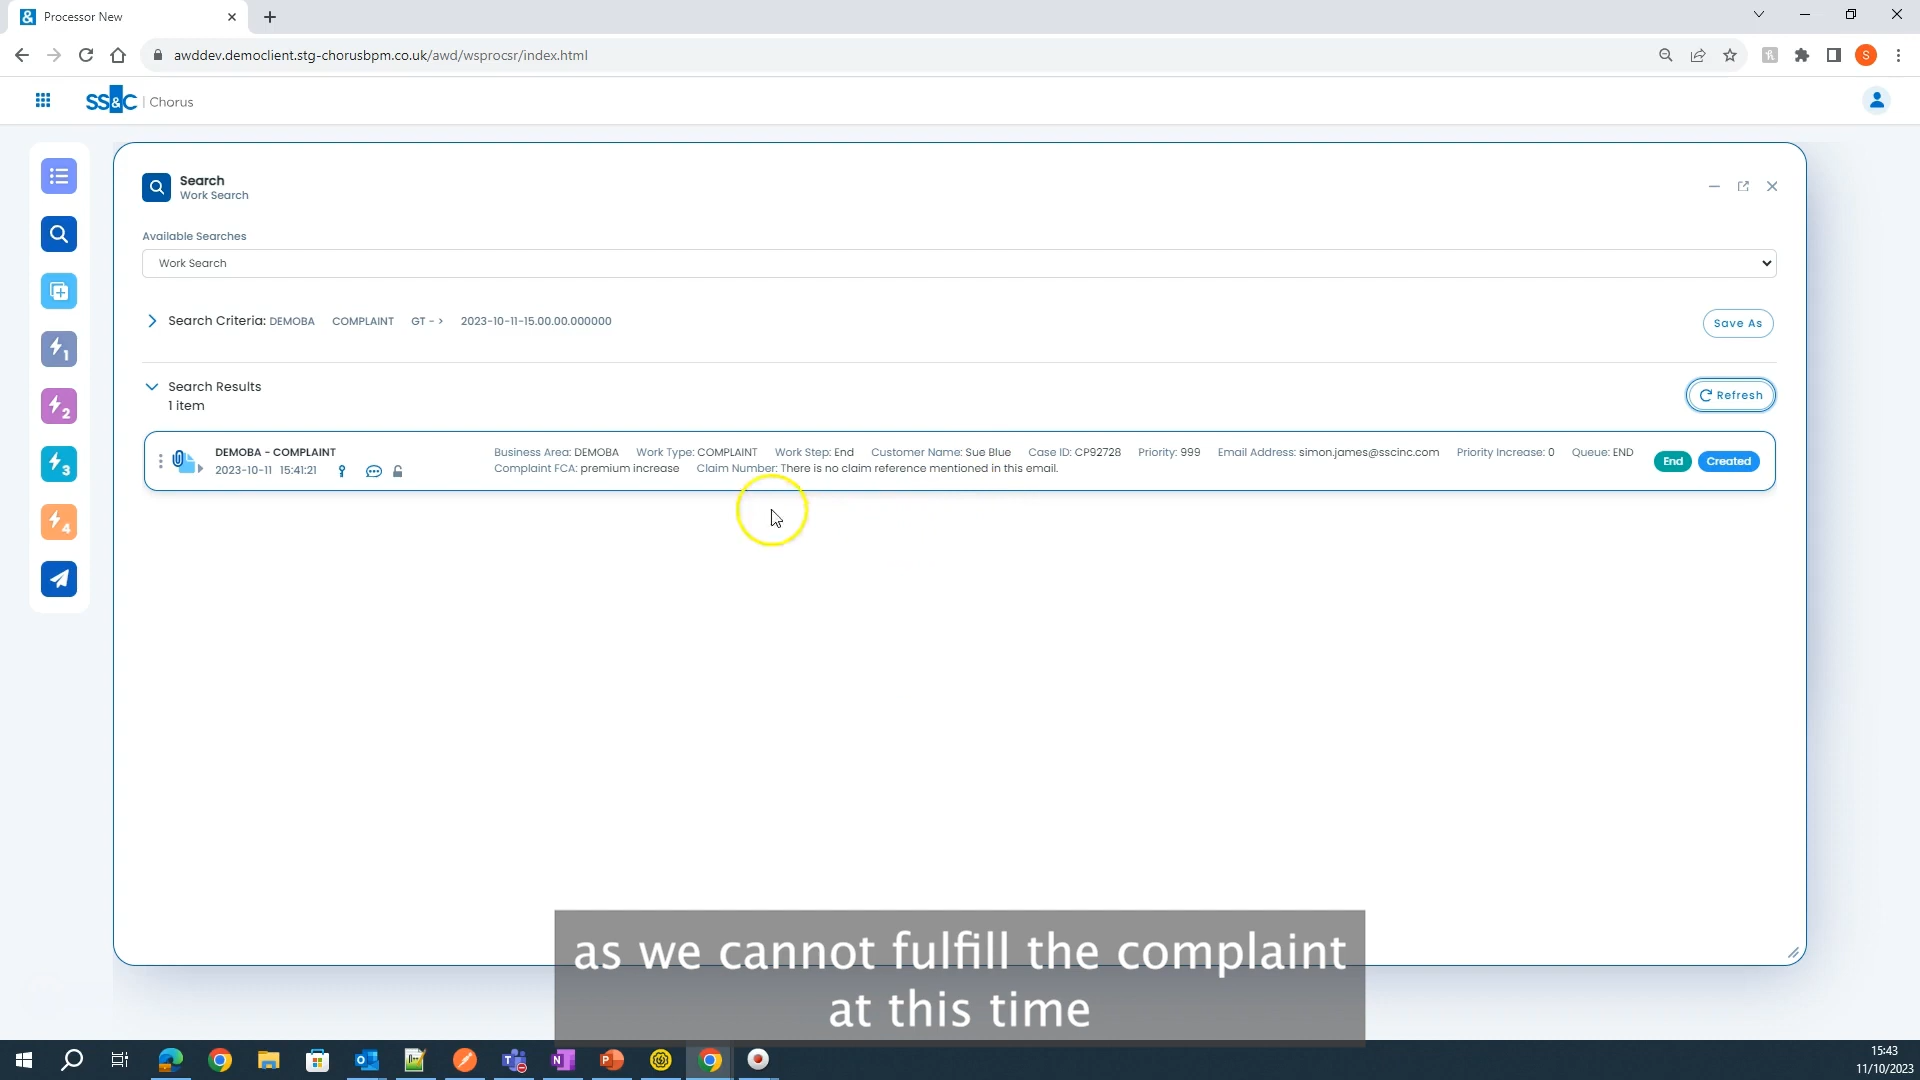 Processor New
awddev.democlient.stg-chorusbpm.co.uk/awd/wsprocsr/index.html
S
SS&C | Chorus
Search
Work Search
Available Searches
Work Search
Search Criteria: DEMOBA COMPLAINT GT - > 2023-10-11-15.00.00.000000
Save As
Search Results
1 item
Refresh
DEMOBA - COMPLAINT
2023-10-11 15:41:21
Business Area: DEMOBA Work Type: COMPLAINT Work Step: End Customer Name: Sue Blue Case ID: CP92728 Priority: 999 Email Address: simon.james@sscinc.com Priority Increase: 0 Queue: END
Complaint FCA: premium increase Claim Number: There is no claim reference mentioned in this email.
End Created
1
2
3
4
as we cannot fulfill the complaint
at this time
15:43
11/10/2023